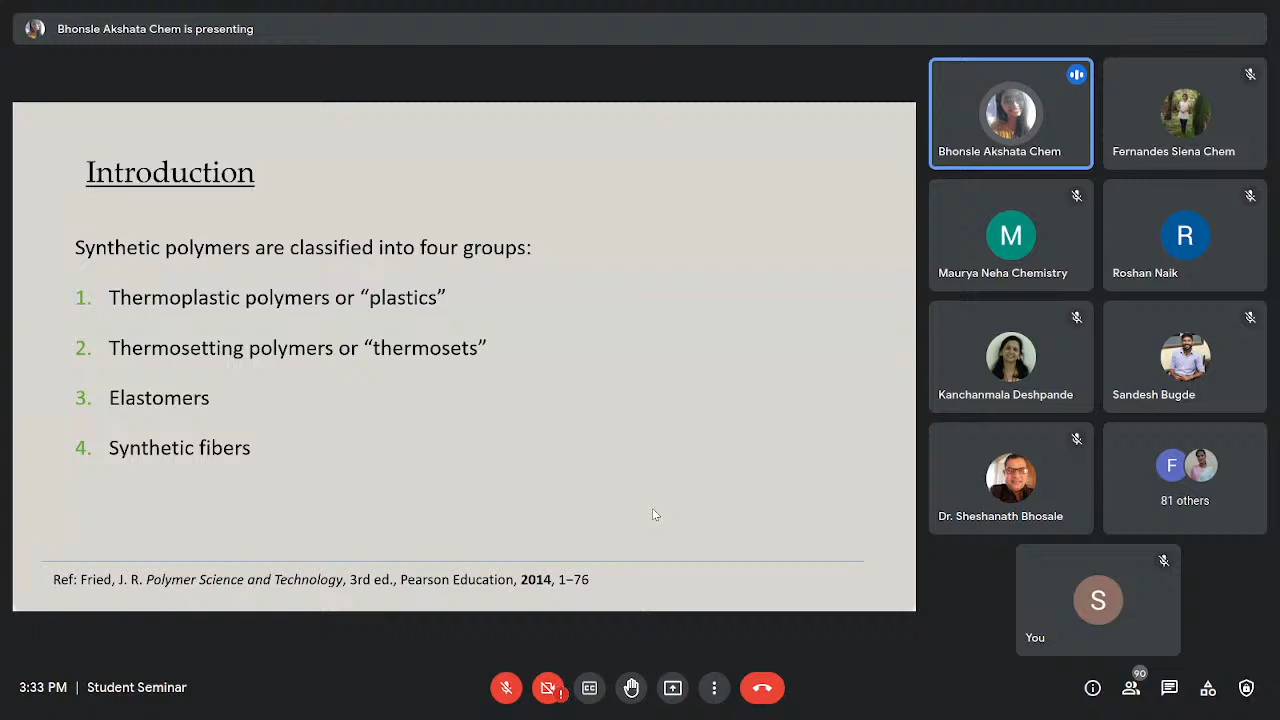 Bhonsle Akshata Chem is presenting
Introduction
Synthetic polymers are classified into four groups:
1. Thermoplastic polymers or “plastics”
2. Thermosetting polymers or “thermosets”
3. Elastomers
4. Synthetic fibers
Ref: Fried, J. R. Polymer Science and Technology, 3rd ed., Pearson Education, 2014, 1–76
Bhonsle Akshata Chem
Fernandes Siena Chem
M
Maurya Neha Chemistry
R
Roshan Naik
Kanchanmala Deshpande
Sandesh Bugde
Dr. Sheshanath Bhosale
F
81 others
S
You
3:33 PM | Student Seminar
CC
90